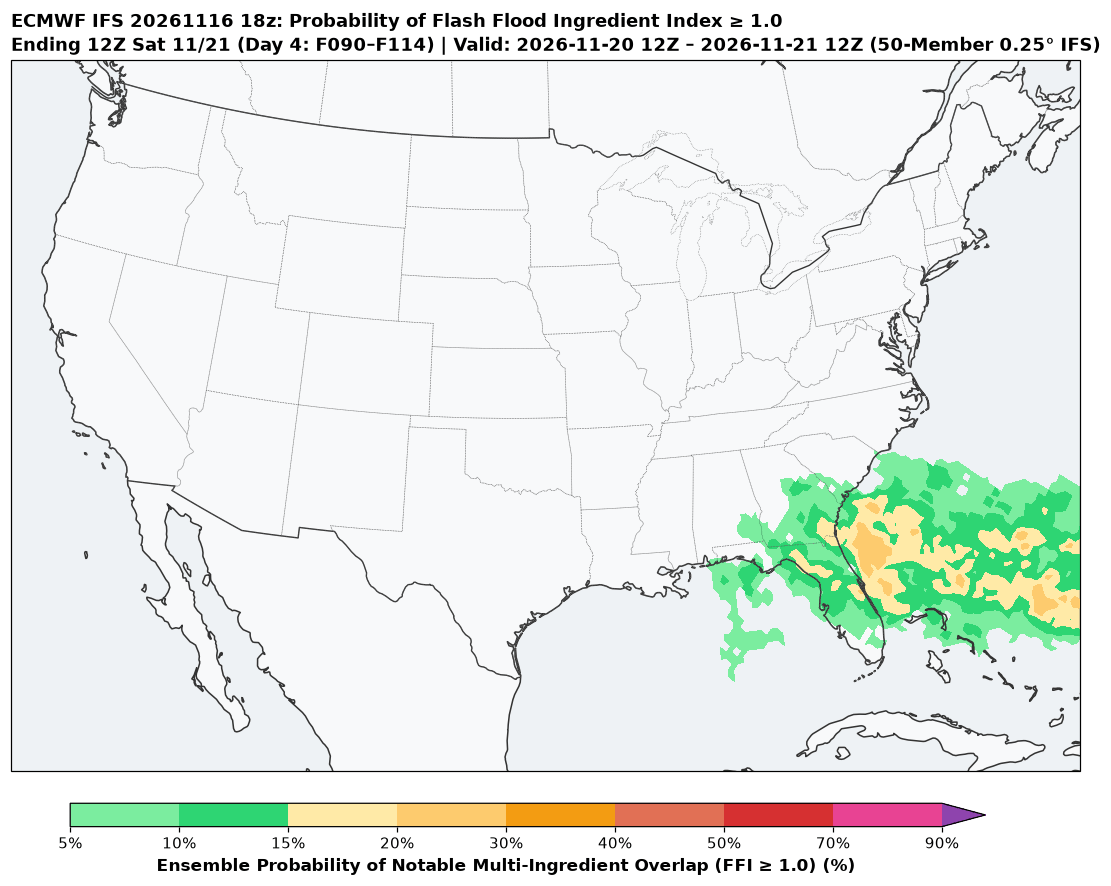 ECMWF IFS 20261116 18z: Probability of Flash Flood Ingredient Index ≥ 1.0
Ending 12Z Sat 11/21 (Day 4: F090–F114) | Valid: 2026-11-20 12Z – 2026-11-21 12Z (50-Member 0.25° IFS)
5% 10% 15% 20% 30% 40% 50% 70% 90%
Ensemble Probability of Notable Multi-Ingredient Overlap (FFI ≥ 1.0) (%)